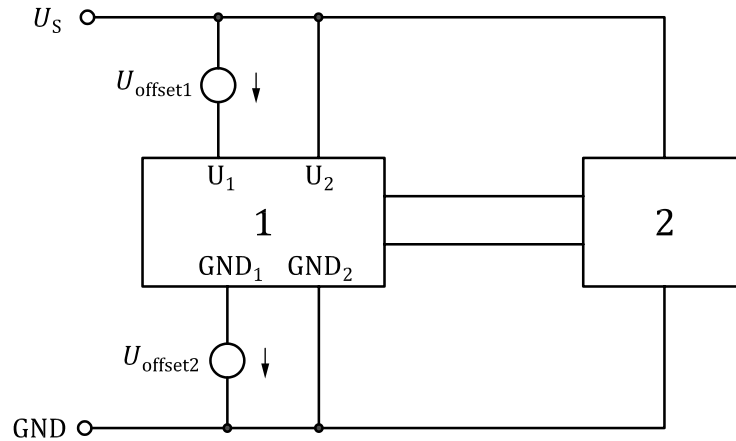 U_S
U_offset1
U_1 U_2
1
2
GND_1 GND_2
U_offset2
GND